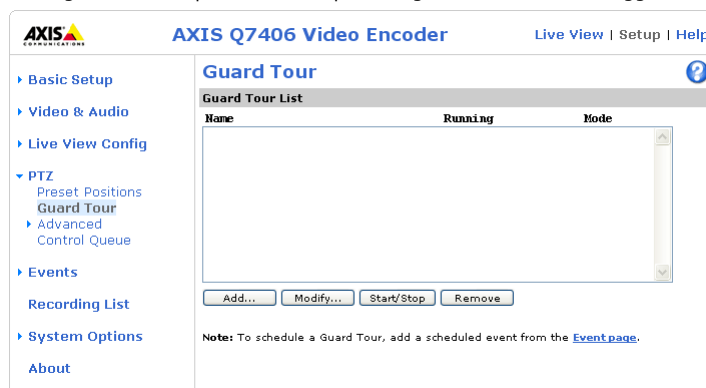 AXIS
COMMUNICATIONS
AXIS Q7406 Video Encoder
Live View | Setup | Help
Basic Setup
Video & Audio
Live View Config
PTZ
Preset Positions
Guard Tour
Advanced
Control Queue
Events
Recording List
System Options
About
Guard Tour
?
Guard Tour List
Name Running Mode
Add... Modify... Start/Stop Remove
Note: To schedule a Guard Tour, add a scheduled event from the Event page.